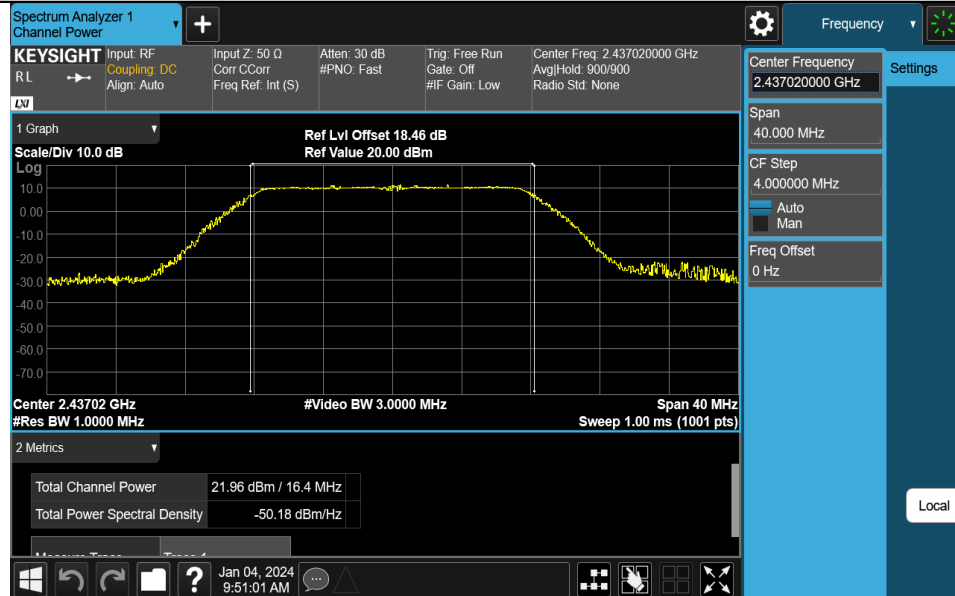 Spectrum Analyzer 1
Channel Power
+
Frequency
KEYSIGHT
R L
LXI
Input: RF
Coupling: DC
Align: Auto
Input Z: 50 Ω
Corr CCorr
Freq Ref: Int (S)
Atten: 30 dB
#PNO: Fast
Trig: Free Run
Gate: Off
#IF Gain: Low
Center Freq: 2.437020000 GHz
Avg|Hold: 900/900
Radio Std: None
Center Frequency
2.437020000 GHz
Settings
Span
40.000 MHz
CF Step
4.000000 MHz
Auto
Man
Freq Offset
0 Hz
Local
1 Graph
Scale/Div 10.0 dB
Ref Lvl Offset 18.46 dB
Ref Value 20.00 dBm
Log
10.0
0.00
-10.0
-20.0
-30.0
-40.0
-50.0
-60.0
-70.0
Center 2.43702 GHz
#Video BW 3.0000 MHz
Span 40 MHz
#Res BW 1.0000 MHz
Sweep 1.00 ms (1001 pts)
2 Metrics
Total Channel Power 21.96 dBm / 16.4 MHz
Total Power Spectral Density -50.18 dBm/Hz
Measure Trace Trace 1
?
Jan 04, 2024
9:51:01 AM